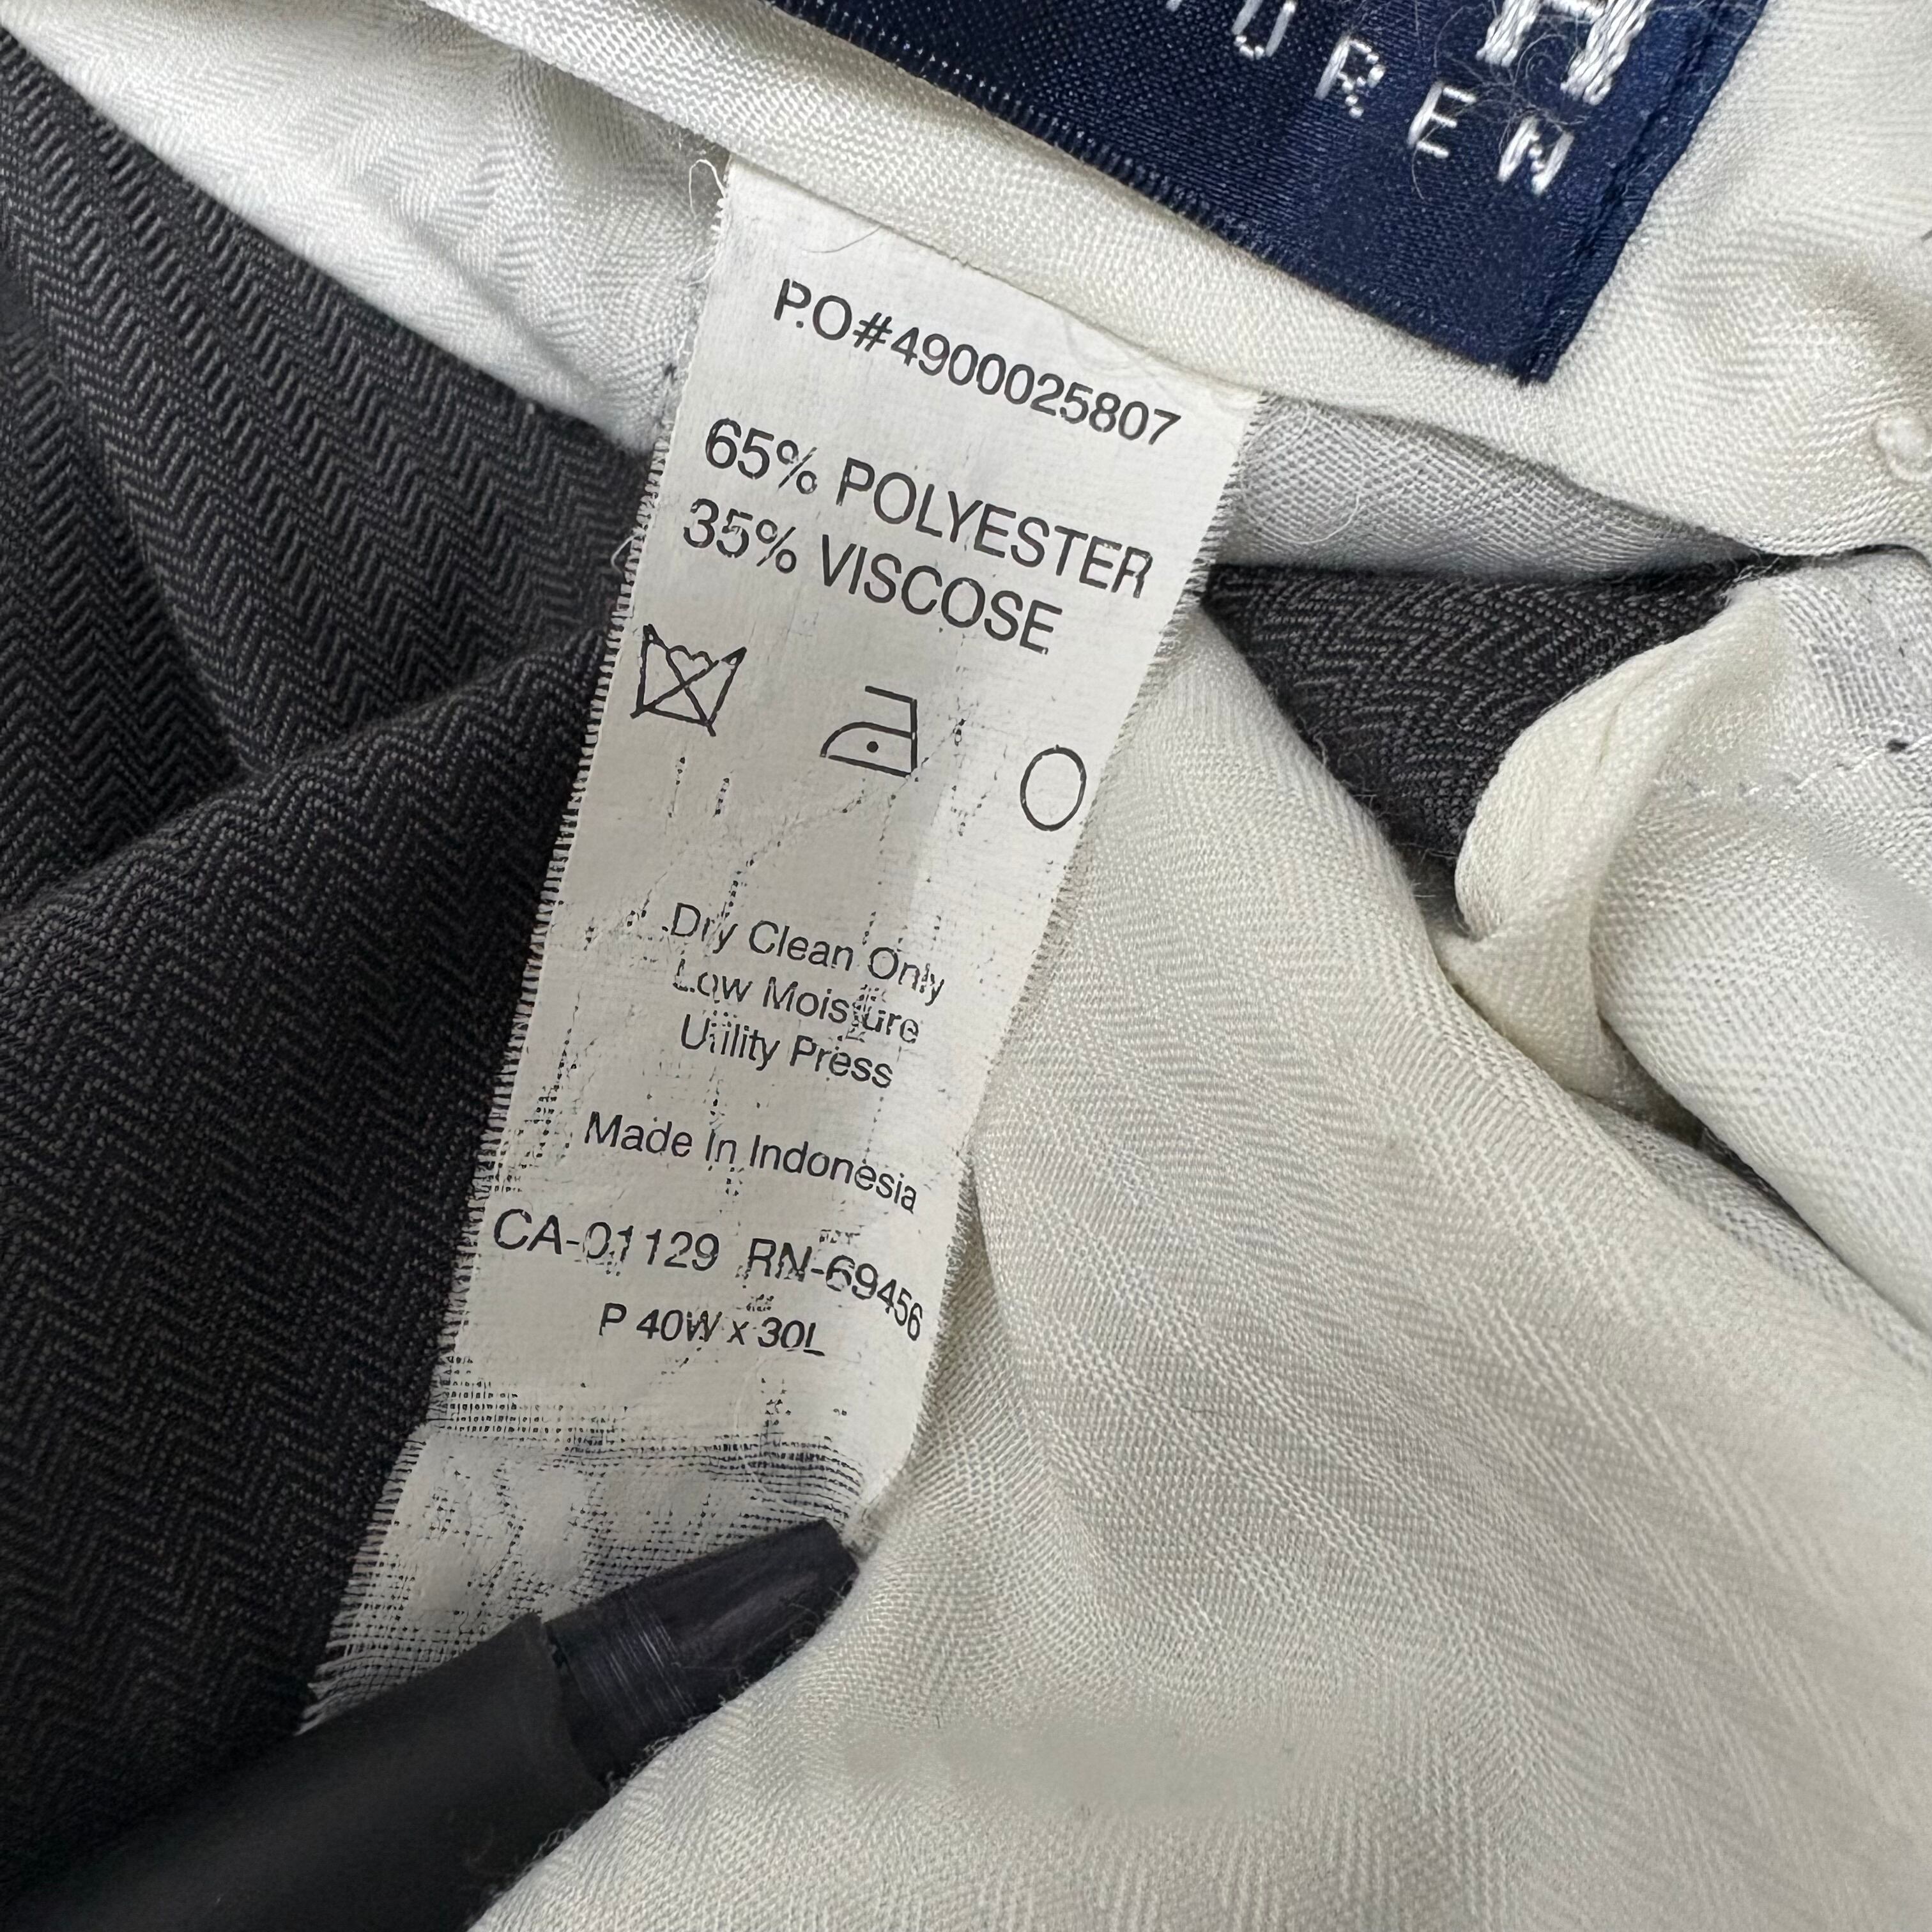 H
UREN
P.O#4900025807
65% POLYESTER
35% VISCOSE
Dry Clean Only
Low Moisture
Utility Press
Made In Indonesia
CA-01129 RN-69456
P 40W x 30L